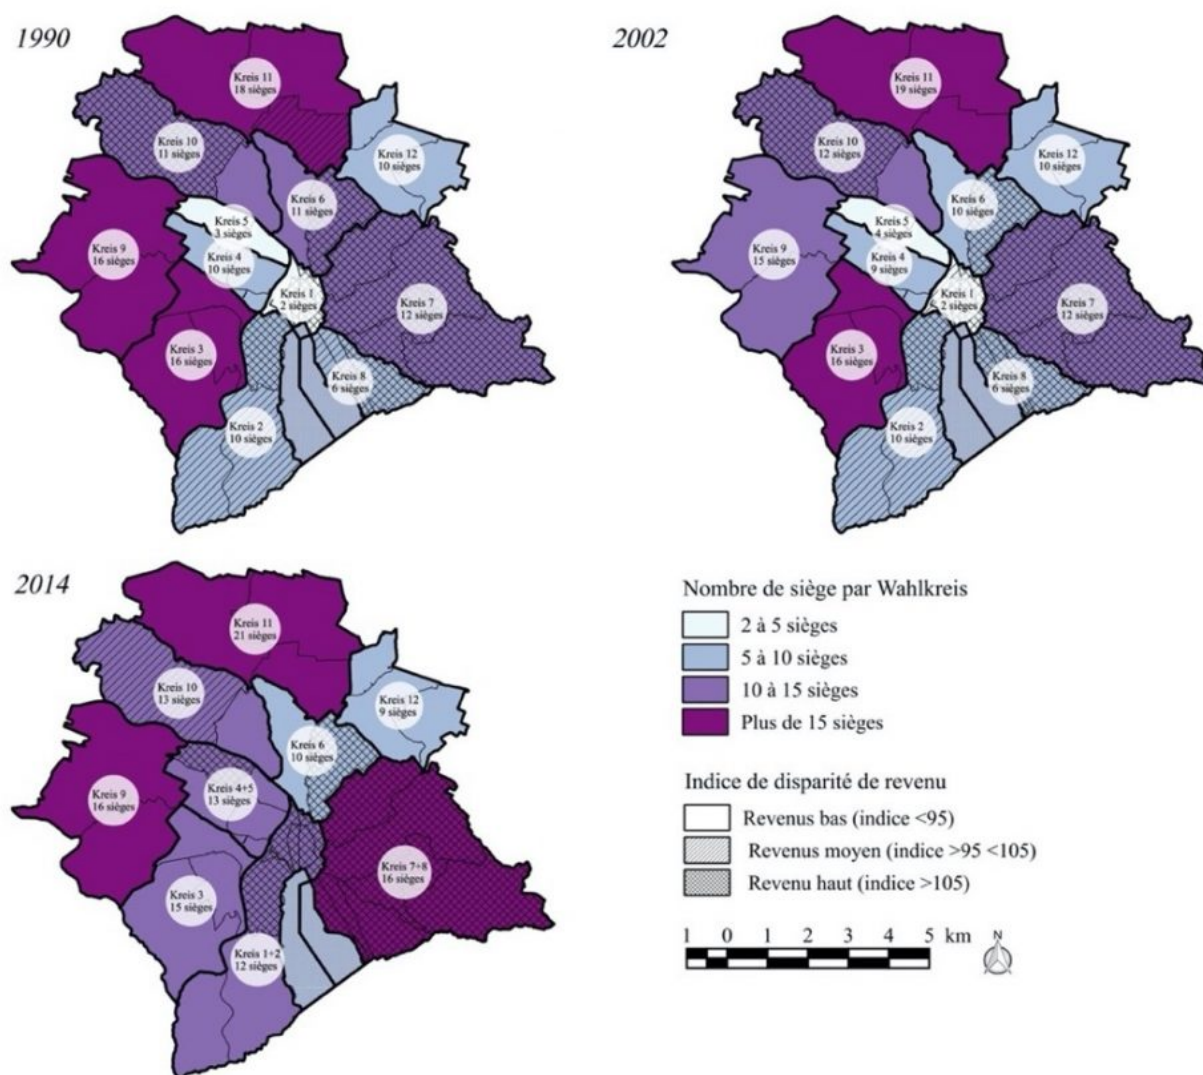 1990
Kreis 11
18 sièges
Kreis 10
11 sièges
Kreis 12
10 sièges
Kreis 6
11 sièges
Kreis 5
3 sièges
Kreis 9
16 sièges
Kreis 4
10 sièges
Kreis 1
2 sièges
Kreis 7
12 sièges
Kreis 3
16 sièges
Kreis 8
6 sièges
Kreis 2
10 sièges
2002
Kreis 11
19 sièges
Kreis 10
12 sièges
Kreis 12
10 sièges
Kreis 6
10 sièges
Kreis 5
4 sièges
Kreis 9
15 sièges
Kreis 4
9 sièges
Kreis 1
2 sièges
Kreis 7
12 sièges
Kreis 3
16 sièges
Kreis 8
6 sièges
Kreis 2
10 sièges
2014
Kreis 11
21 sièges
Kreis 10
13 sièges
Kreis 12
9 sièges
Kreis 6
10 sièges
Kreis 9
16 sièges
Kreis 4+5
13 sièges
Kreis 7+8
16 sièges
Kreis 3
15 sièges
Kreis 1+2
12 sièges
Nombre de siège par Wahlkreis
2 à 5 sièges
5 à 10 sièges
10 à 15 sièges
Plus de 15 sièges
Indice de disparité de revenu
Revenus bas (indice <95)
Revenus moyen (indice >95 <105)
Revenu haut (indice >105)
1 0 1 2 3 4 5 km
N